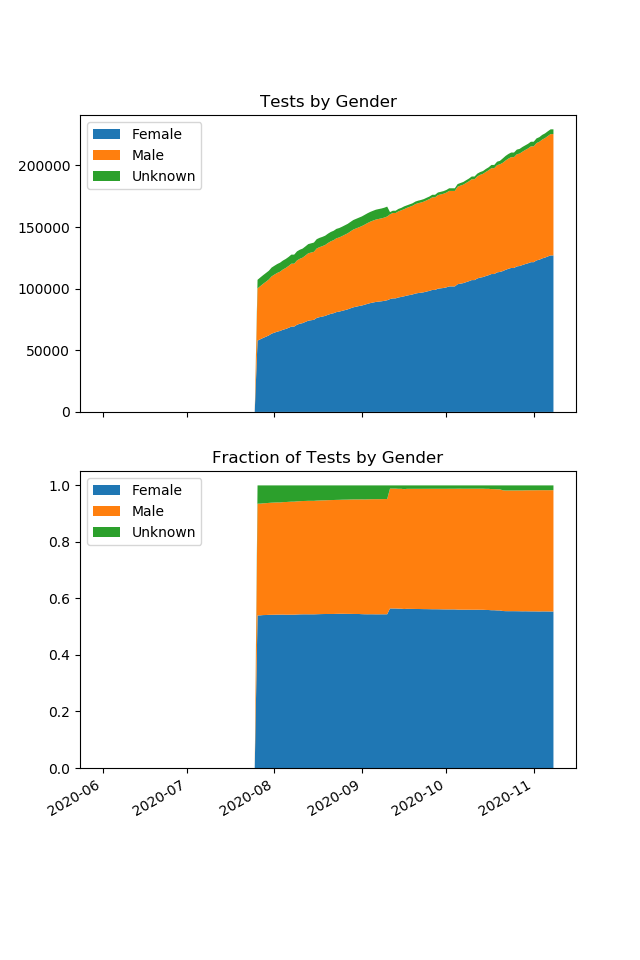 Tests by Gender
Female
Male
Unknown
200000
150000
100000
50000
0
Fraction of Tests by Gender
Female
Male
Unknown
1.0
0.8
0.6
0.4
0.2
0.0
2020-06
2020-07
2020-08
2020-09
2020-10
2020-11